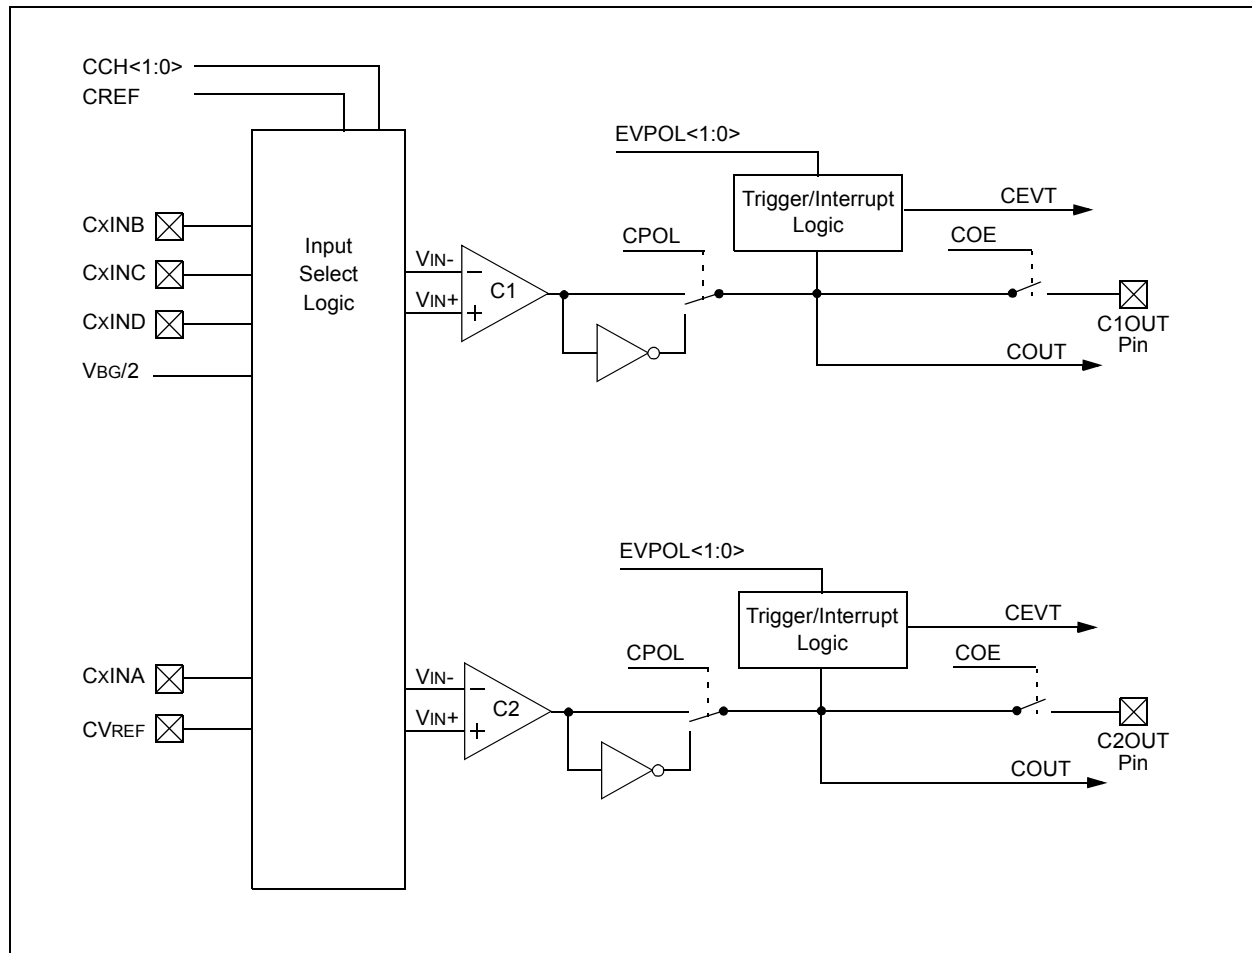 CCH<1:0>
CREF
EVPOL<1:0>
Trigger/Interrupt
Logic
CEVT
CXINB
CXINC
CXIND
VBG/2
Input
Select
Logic
VIN-
VIN+
–
+
C1
CPOL
COE
C1OUT
Pin
COUT
EVPOL<1:0>
Trigger/Interrupt
Logic
CEVT
CXINA
CVREF
VIN-
VIN+
–
+
C2
CPOL
COE
C2OUT
Pin
COUT